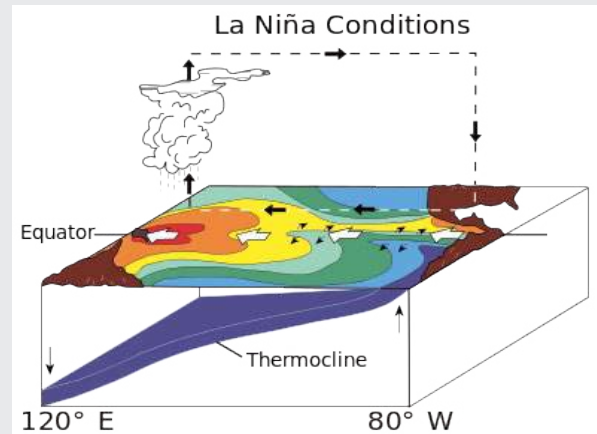 La Niña Conditions
Equator
Thermocline
120° E
80° W